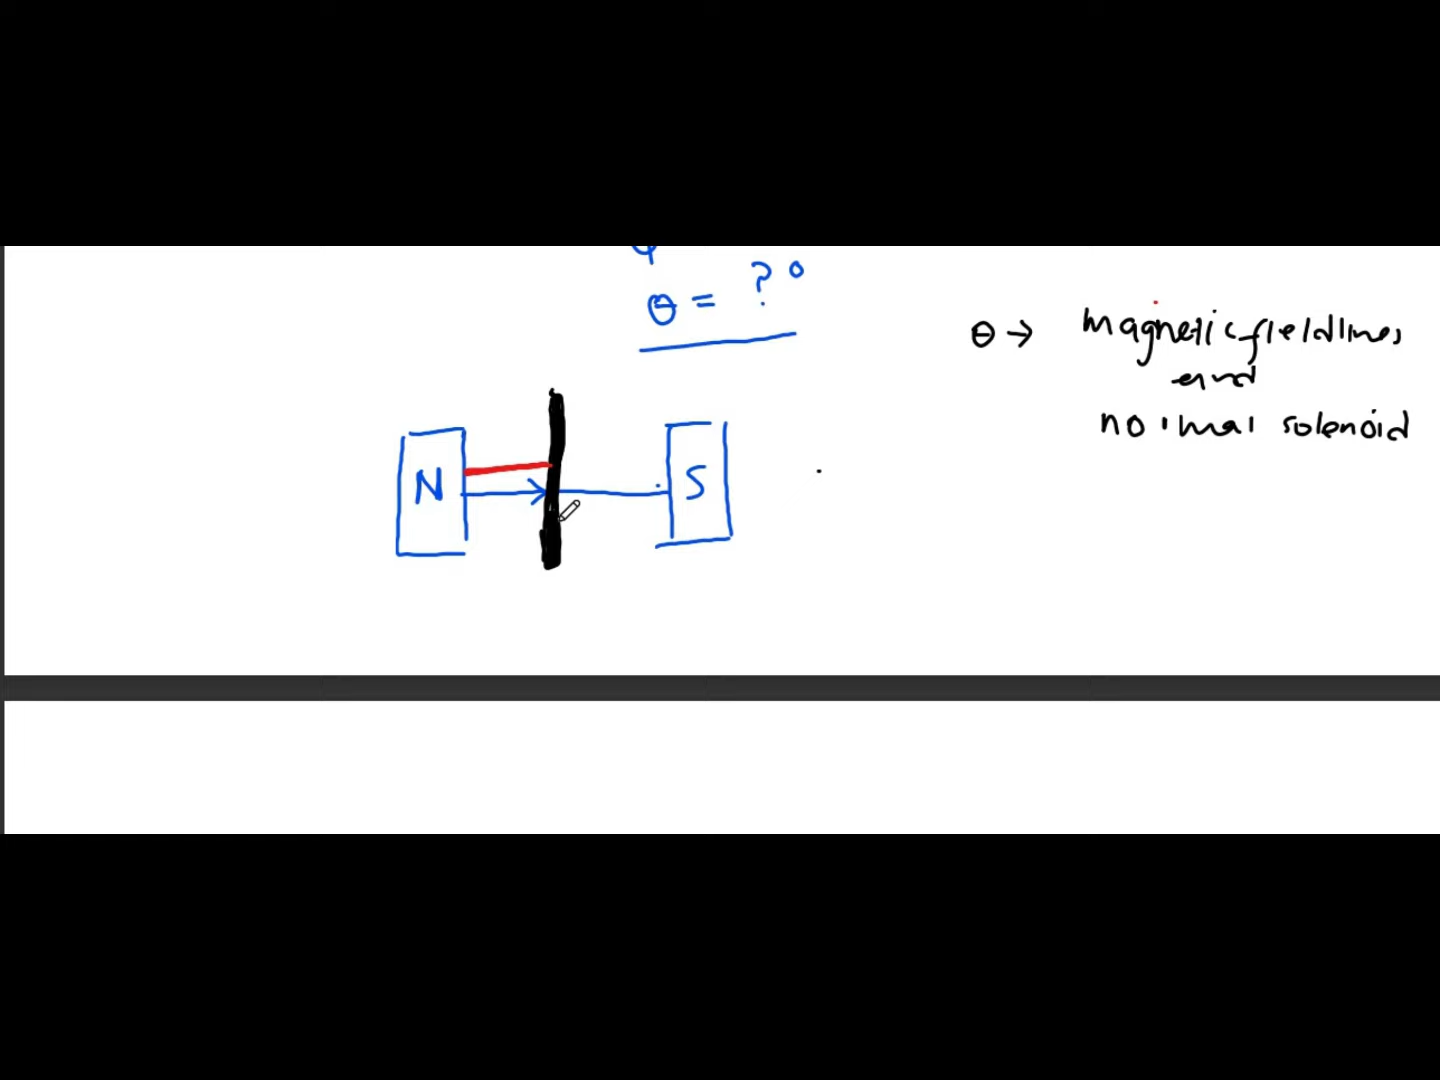 θ = ?°
θ → magnetic field lines
and
normal solenoid
N
S